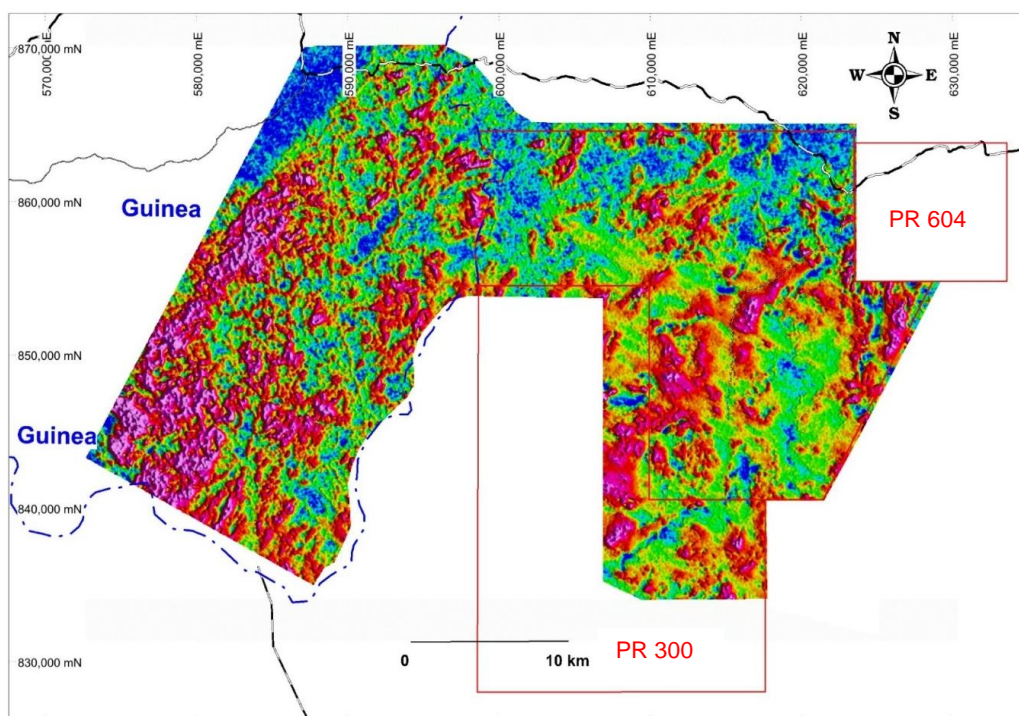 570,000 mE
580,000 mE
590,000 mE
600,000 mE
610,000 mE
620,000 mE
630,000 mE
870,000 mN
N
W E
S
860,000 mN
Guinea
PR 604
850,000 mN
Guinea
840,000 mN
830,000 mN
0 10 km
PR 300